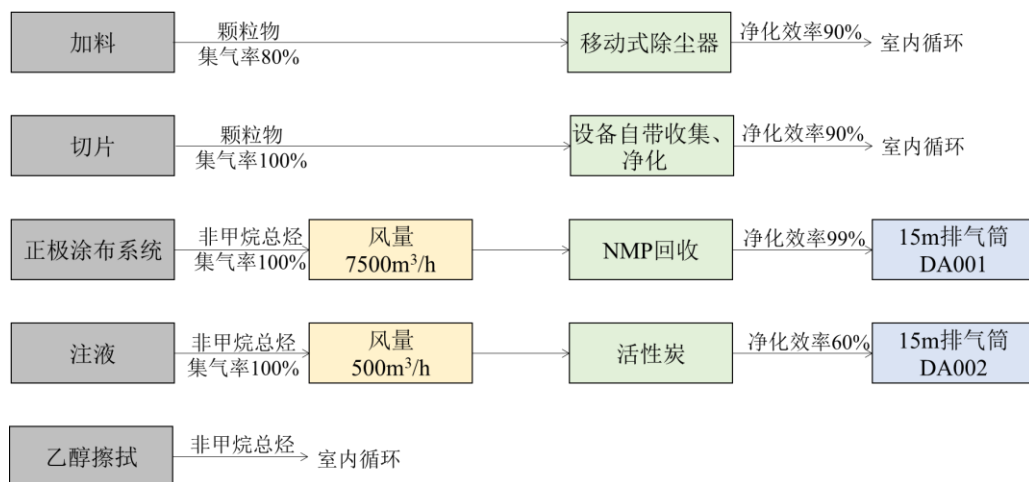 加料
颗粒物
集气率80%
移动式除尘器
净化效率90%
室内循环
切片
颗粒物
集气率100%
设备自带收集、
净化
净化效率90%
室内循环
正极涂布系统
非甲烷总烃
集气率100%
风量
7500m³/h
NMP回收
净化效率99%
15m排气筒
DA001
注液
非甲烷总烃
集气率100%
风量
500m³/h
活性炭
净化效率60%
15m排气筒
DA002
乙醇擦拭
非甲烷总烃
室内循环